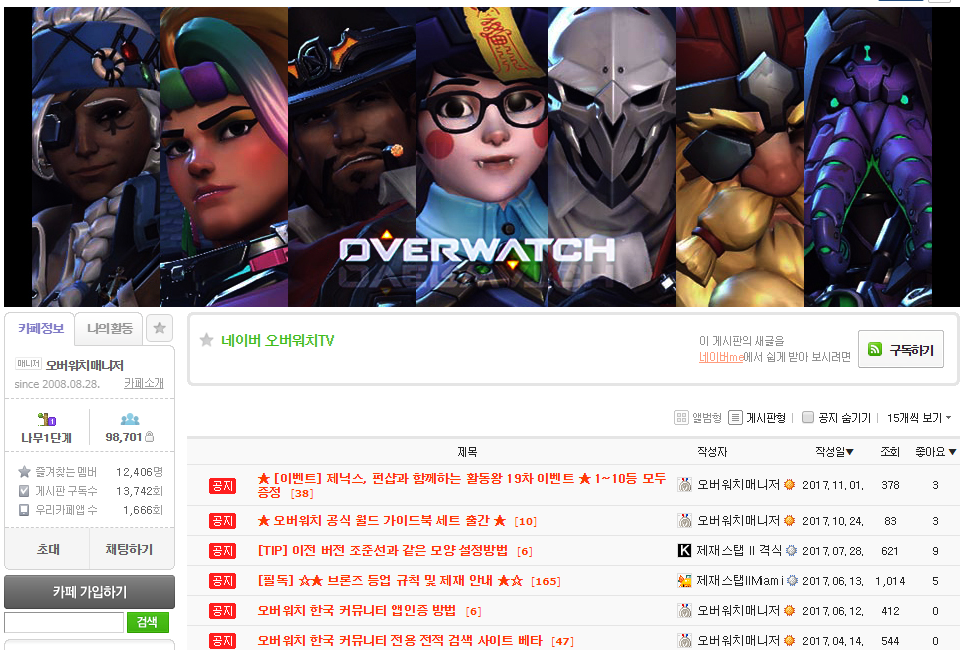 OVERWATCH
카페정보
나의활동
매니저 오버워치매니저
since 2008.08.28. 카페소개
나무1단계
98,701
즐겨찾는 멤버 12,406명
게시판 구독수 13,742회
우리카페앱 수 1,666회
초대 채팅하기
카페 가입하기
검색
네이버 오버워치TV
이 게시판의 새글을
네이버me에서 쉽게 받아 보시려면
구독하기
앨범형 게시판형 | 공지 숨기기 | 15개씩 보기
제목 작성자 작성일▼ 조회 좋아요▼
공지 ★ [이벤트] 제닉스, 펀샵과 함께하는 활동왕 19차 이벤트 ★ 1~10등 모두
증정 [38] 오버워치매니저 2017.11.01. 378 3
공지 ★ 오버워치 공식 월드 가이드북 세트 출간 ★ [10] 오버워치매니저 2017.10.24. 83 3
공지 [TIP] 이전 버전 조준선과 같은 모양 설정방법 [6] K 제재스탭 II 격식 2017.07.28. 621 9
공지 [필독] ☆★ 브론즈 등업 규칙 및 제재 안내 ★☆ [165] 제재스탭IIMiami 2017.06.13. 1,014 5
공지 오버워치 한국 커뮤니티 앱인증 방법 [6] 오버워치매니저 2017.06.12. 412 0
공지 오버워치 한국 커뮤니티 전용 전적 검색 사이트 베타 [47] 오버워치매니저 2017.04.14. 544 0